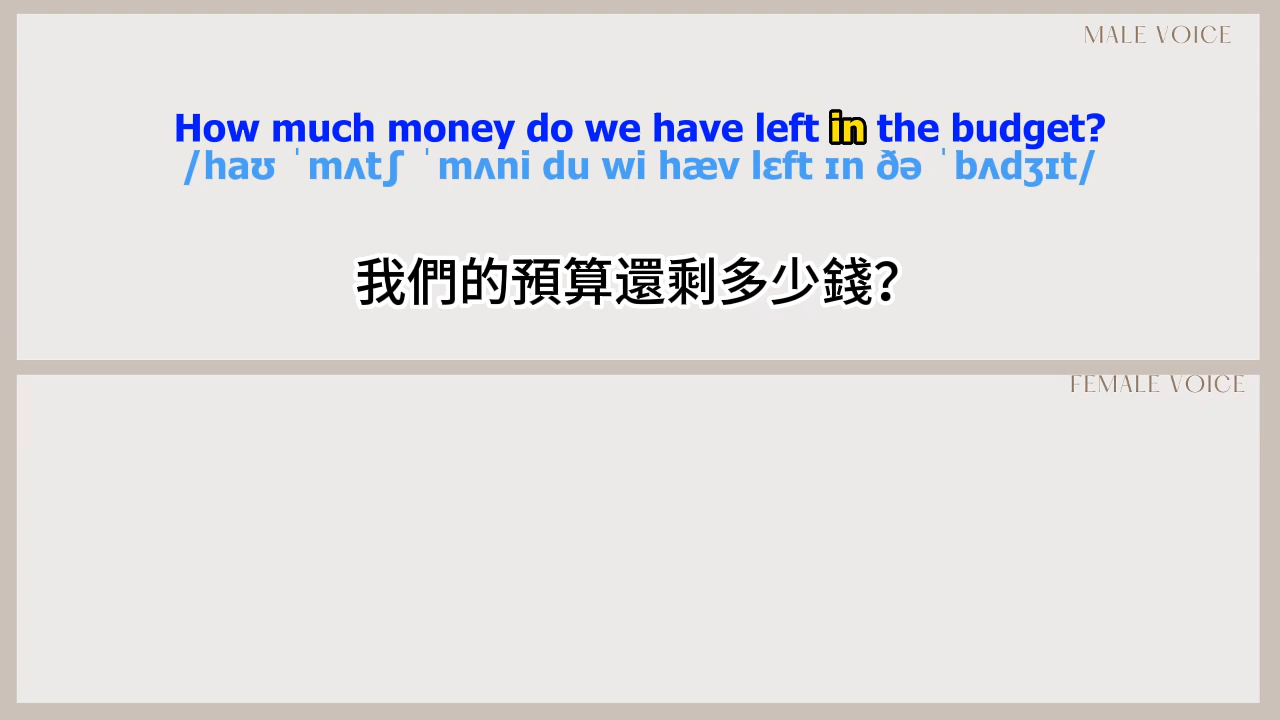 MALE VOICE
How much money do we have left in the budget?
/haʊ ˈmʌtʃ ˈmʌni du wi hæv lɛft ɪn ðə ˈbʌdʒɪt/
我們的預算還剩多少錢？
FEMALE VOICE